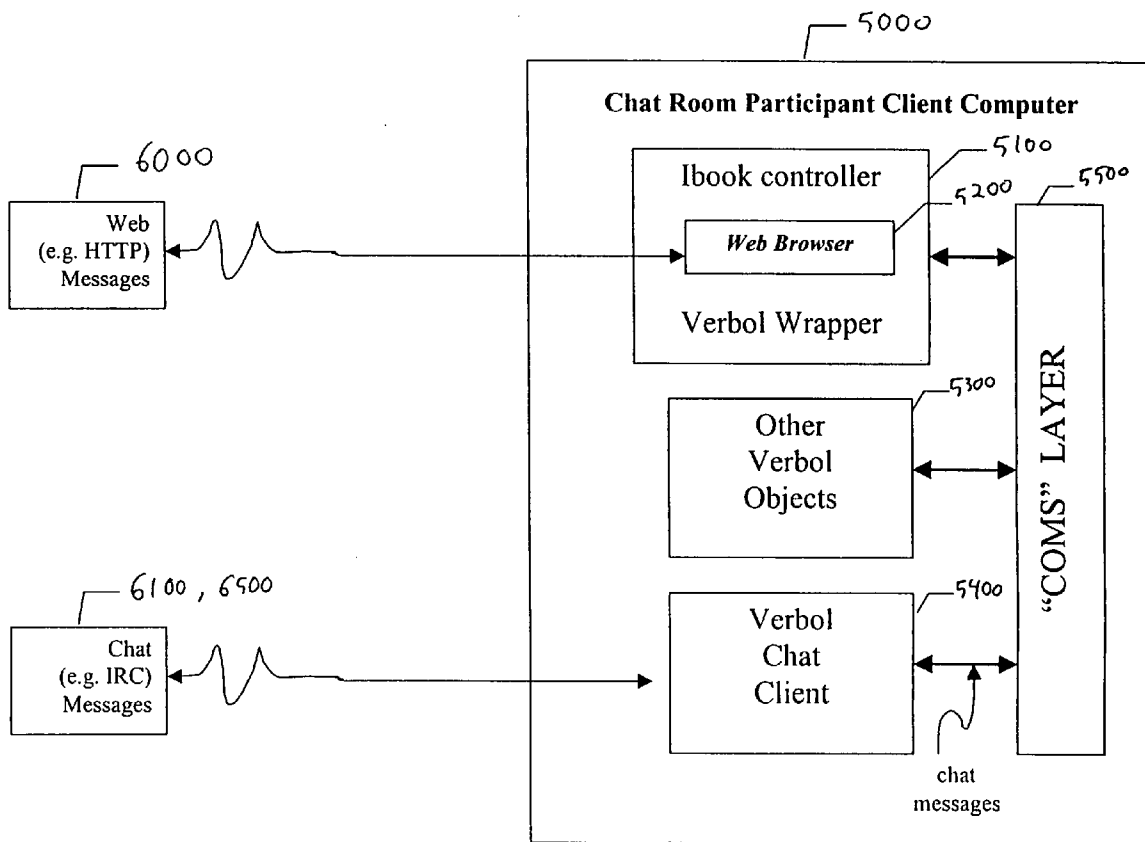 5000
Chat Room Participant Client Computer
6000
Web
(e.g. HTTP)
Messages
5100
Ibook controller
5200
Web Browser
Verbol Wrapper
5500
"COMS" LAYER
5300
Other
Verbol
Objects
6100, 6500
Chat
(e.g. IRC)
Messages
5400
Verbol
Chat
Client
chat
messages